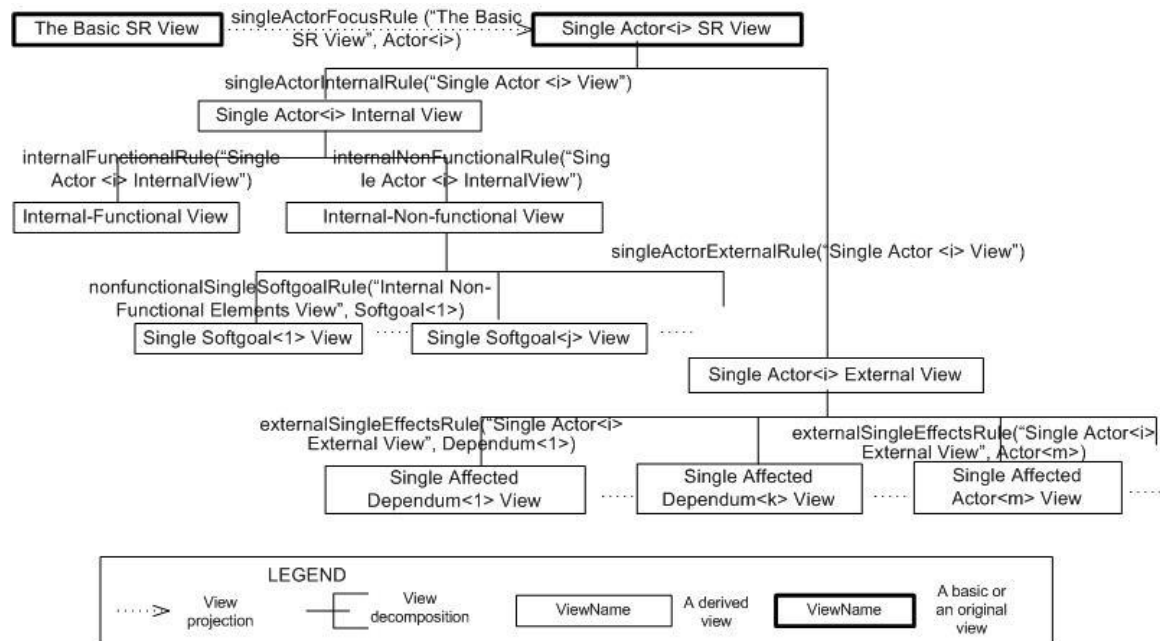 The Basic SR View
singleActorFocusRule ("The Basic
SR View", Actor<i>)
Single Actor<i> SR View
singleActorInternalRule("Single Actor <i> View")
Single Actor<i> Internal View
internalFunctionalRule("Single
Actor <i> InternalView")
internalNonFunctionalRule("Sing
le Actor <i> InternalView")
Internal-Functional View
Internal-Non-functional View
singleActorExternalRule("Single Actor <i> View")
nonfunctionalSingleSoftgoalRule("Internal Non-
Functional Elements View", Softgoal<1>)
Single Softgoal<1> View
Single Softgoal<j> View
Single Actor<i> External View
externalSingleEffectsRule("Single Actor<i>
External View", Dependum<1>)
externalSingleEffectsRule("Single Actor<i>
External View", Actor<m>)
Single Affected
Dependum<1> View
Single Affected
Dependum<k> View
Single Affected
Actor<m> View
LEGEND
View
projection
View
decomposition
ViewName
A derived
view
ViewName
A basic or
an original
view